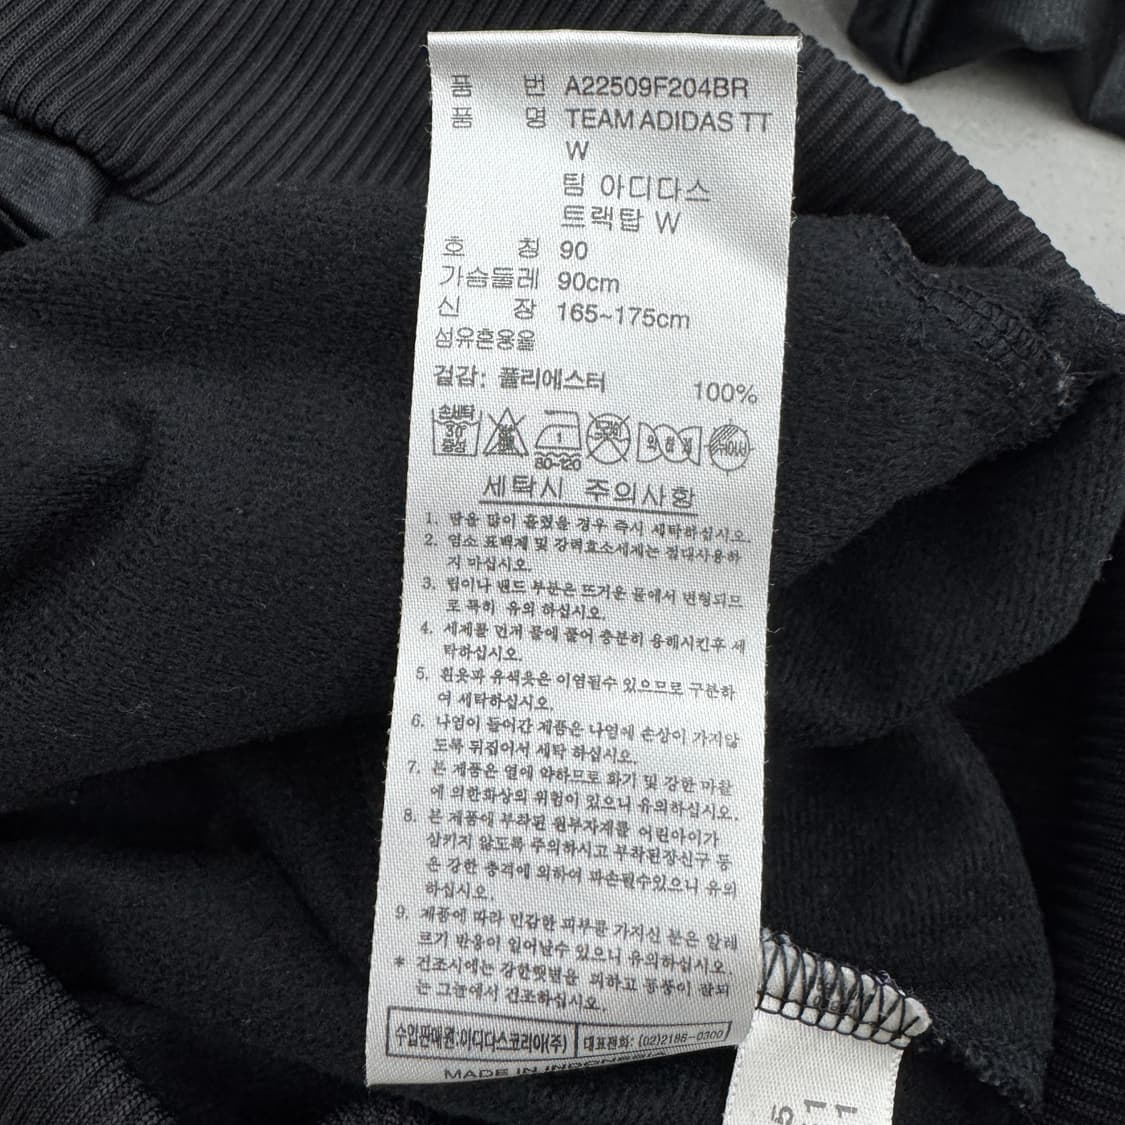 품 번 A22509F204BR
품 명 TEAM ADIDAS TT
W
팀 아디다스
트랙탑 W
호 칭 90
가슴둘레 90cm
신 장 165~175cm
섬유혼용율
겉감: 폴리에스터 100%
손세탁
30°
중성
1
80-120
세탁시 주의사항
1. 땀을 많이 흘렸을 경우 즉시 세탁하십시오.
2. 염소 표백제 및 강력효소세제는 절대사용하
지 마십시오.
3. 립이나 밴드 부분은 뜨거운 물에서 변형되므
로 특히 유의 하십시오.
4. 세제를 먼저 물에 풀어 충분히 용해시킨후 세
탁하십시오.
5. 흰옷과 유색옷은 이염될수 있으므로 구분하
여 세탁하십시오.
6. 나염이 들어간 제품은 나염에 손상이 가지않
도록 뒤집어서 세탁 하십시오.
7. 본 제품은 열에 약하므로 화기 및 강한 마찰
에 의한화상의 위험이 있으니 유의하십시오.
8. 본 제품에 부착된 원부자재를 어린아이가
삼키지 않도록 주의하시고 부착된장신구 등
은 강한 충격에 의하여 파손될수있으니 유의
하십시오.
9. 제품에 따라 민감한 피부를 가지신 분은 알레
르기 반응이 일어날수 있으니 유의하십시오.
* 건조시에는 강한햇볕을 피하고 통풍이 잘되
는 그늘에서 건조하십시오.
수입판매원:아디다스코리아(주) 대표전화: (02)2186-0300
MADE IN INDONESIA
5
11
11